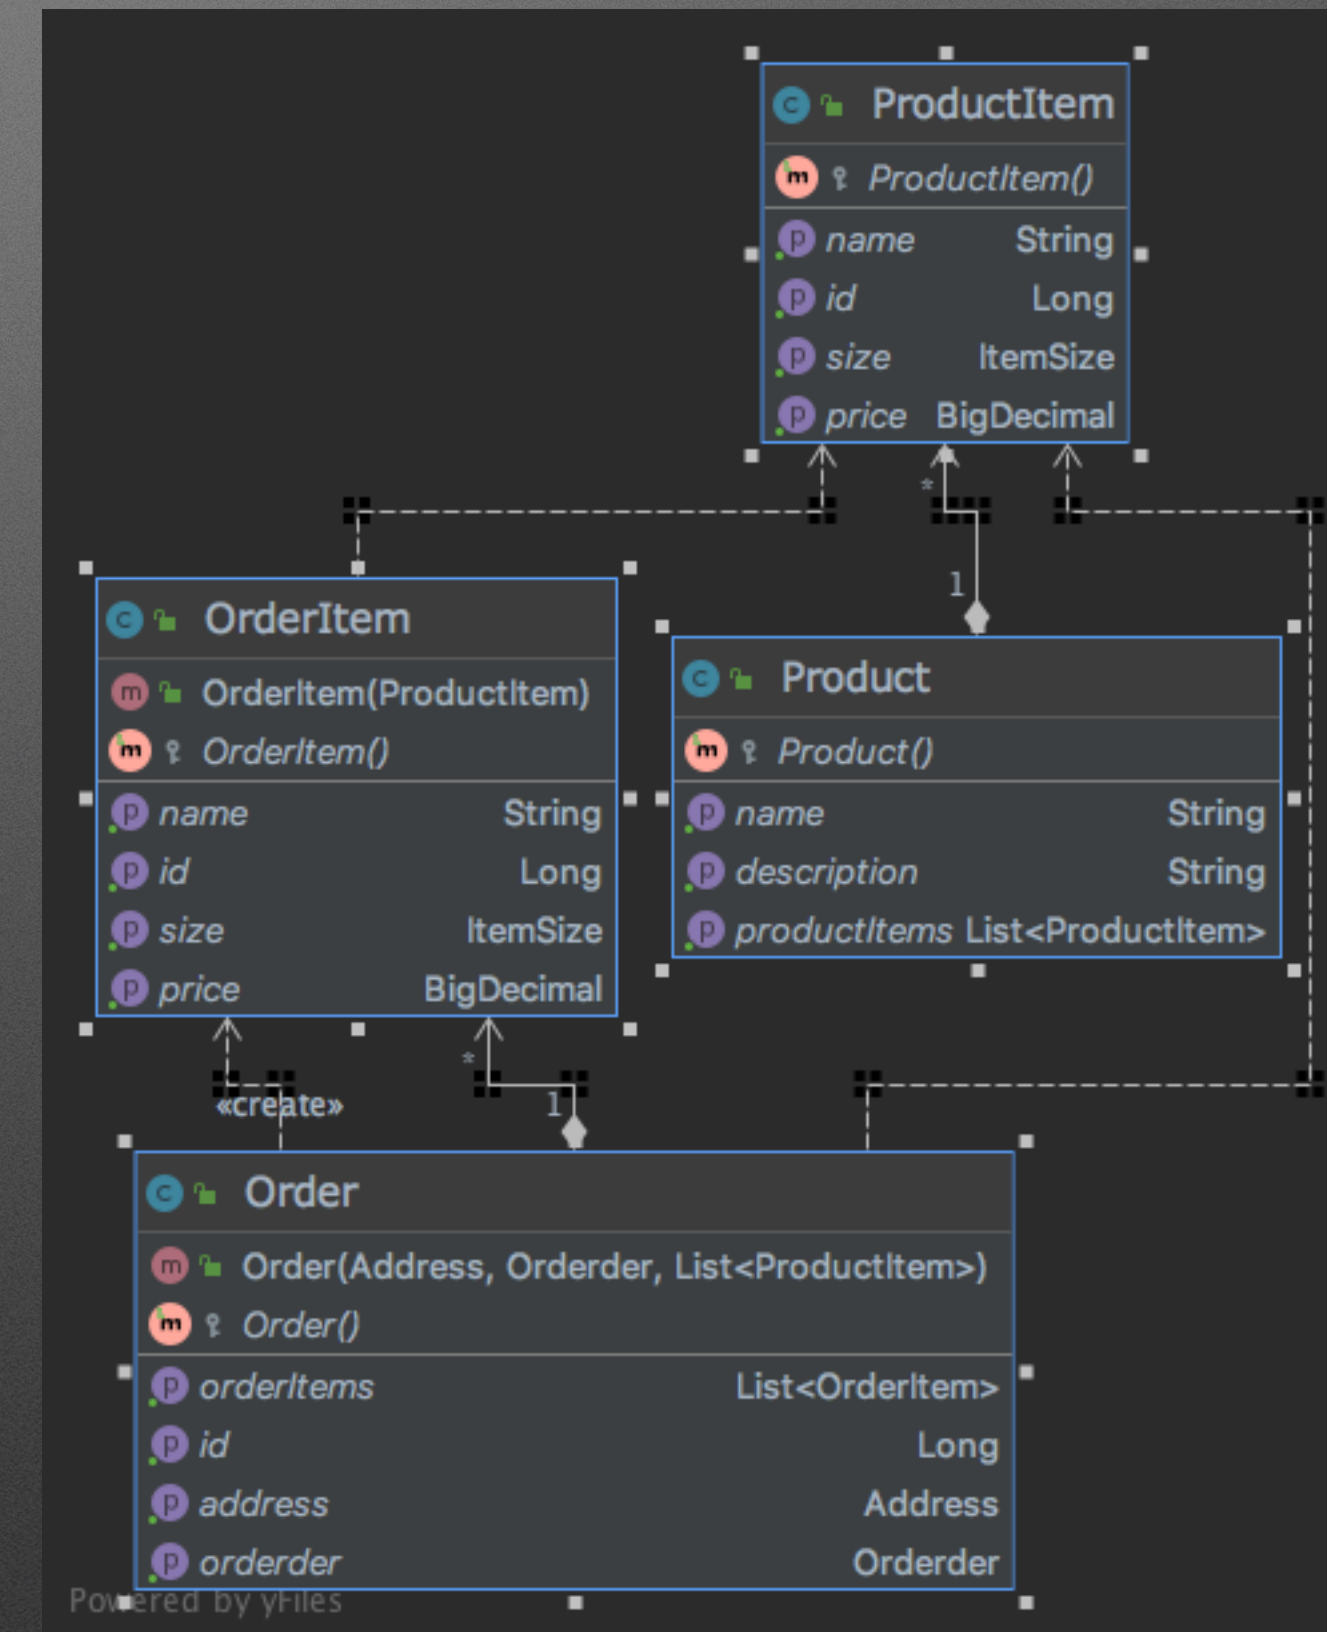 ProductItem
ProductItem()
name String
id Long
size ItemSize
price BigDecimal
*
1
OrderItem
OrderItem(ProductItem)
OrderItem()
name String
id Long
size ItemSize
price BigDecimal
Product
Product()
name String
description String
productItems List<ProductItem>
*
«create»
1
Order
Order(Address, Orderder, List<ProductItem>)
Order()
orderItems List<OrderItem>
id Long
address Address
orderder Orderder
Powered by yFiles